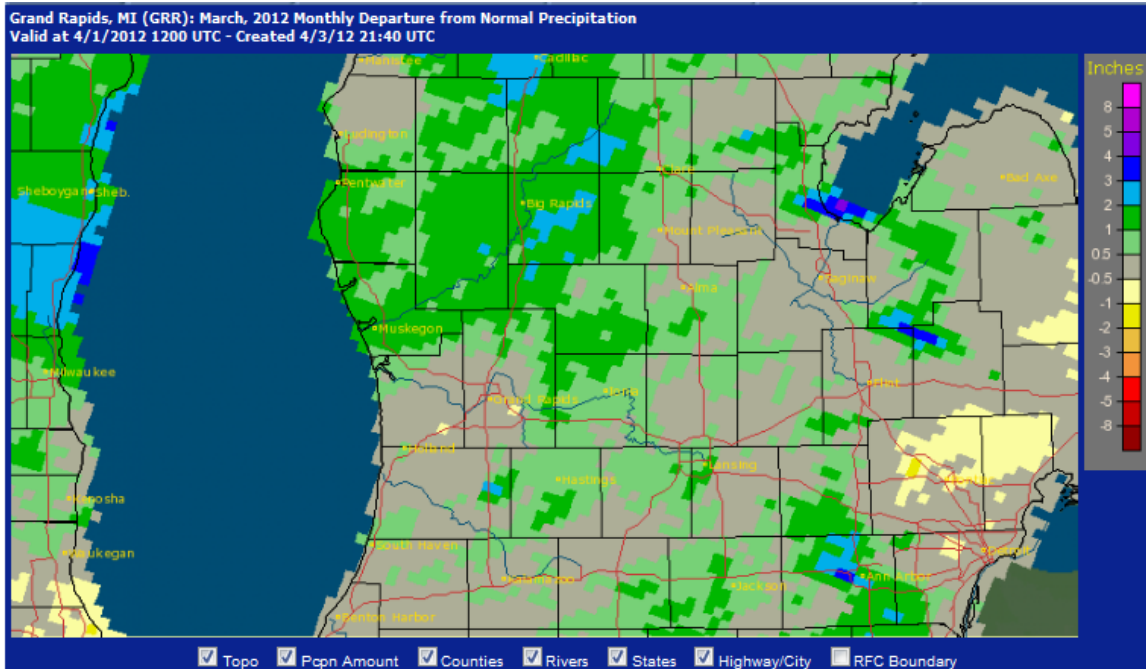 Grand Rapids, MI (GRR): March, 2012 Monthly Departure from Normal Precipitation
Valid at 4/1/2012 1200 UTC - Created 4/3/12 21:40 UTC
Manistee
Cadillac
Inches
8
5
4
3
2
1
0.5
-0.5
-1
-2
-3
-4
-5
-8
Ludington
Clare
Sheboygan
Sheb.
Pentwater
Bad Axe
Big Rapids
Mount Pleasant
Saginaw
Alma
Muskegon
Milwaukee
Flint
Grand Rapids
Ionia
Holland
Lansing
Hastings
Kenosha
South Haven
Waukegan
Detroit
Kalamazoo
Ann Arbor
Jackson
Benton Harbor
Topo
Pcpn Amount
Counties
Rivers
States
Highway/City
RFC Boundary